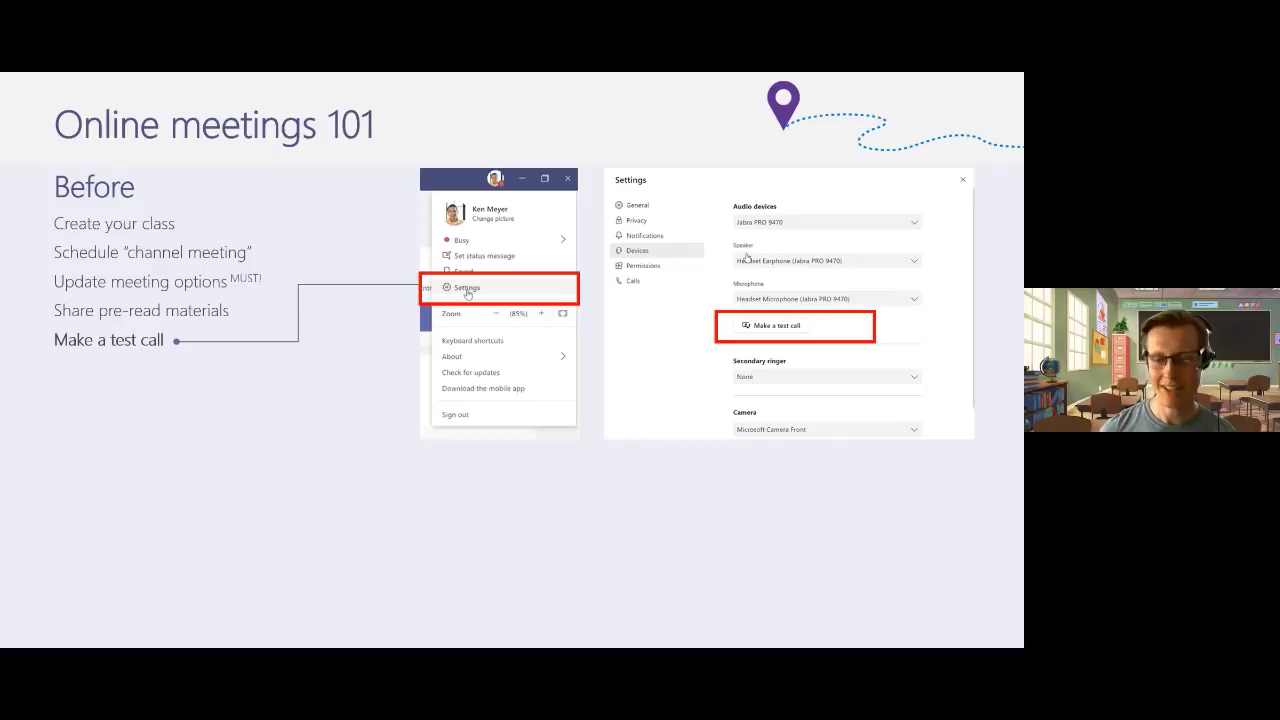 Online meetings 101
Before
Create your class
Schedule “channel meeting”
Update meeting options MUST!
Share pre-read materials
Make a test call
Ken Meyer
Change picture
Busy
Set status message
Saved
Settings
Zoom
(85%)
Keyboard shortcuts
About
Check for updates
Download the mobile app
Sign out
Settings
General
Privacy
Notifications
Devices
Permissions
Calls
Audio devices
Jabra PRO 9470
Speaker
Headset Earphone (Jabra PRO 9470)
Microphone
Headset Microphone (Jabra PRO 9470)
Make a test call
Secondary ringer
None
Camera
Microsoft Camera Front